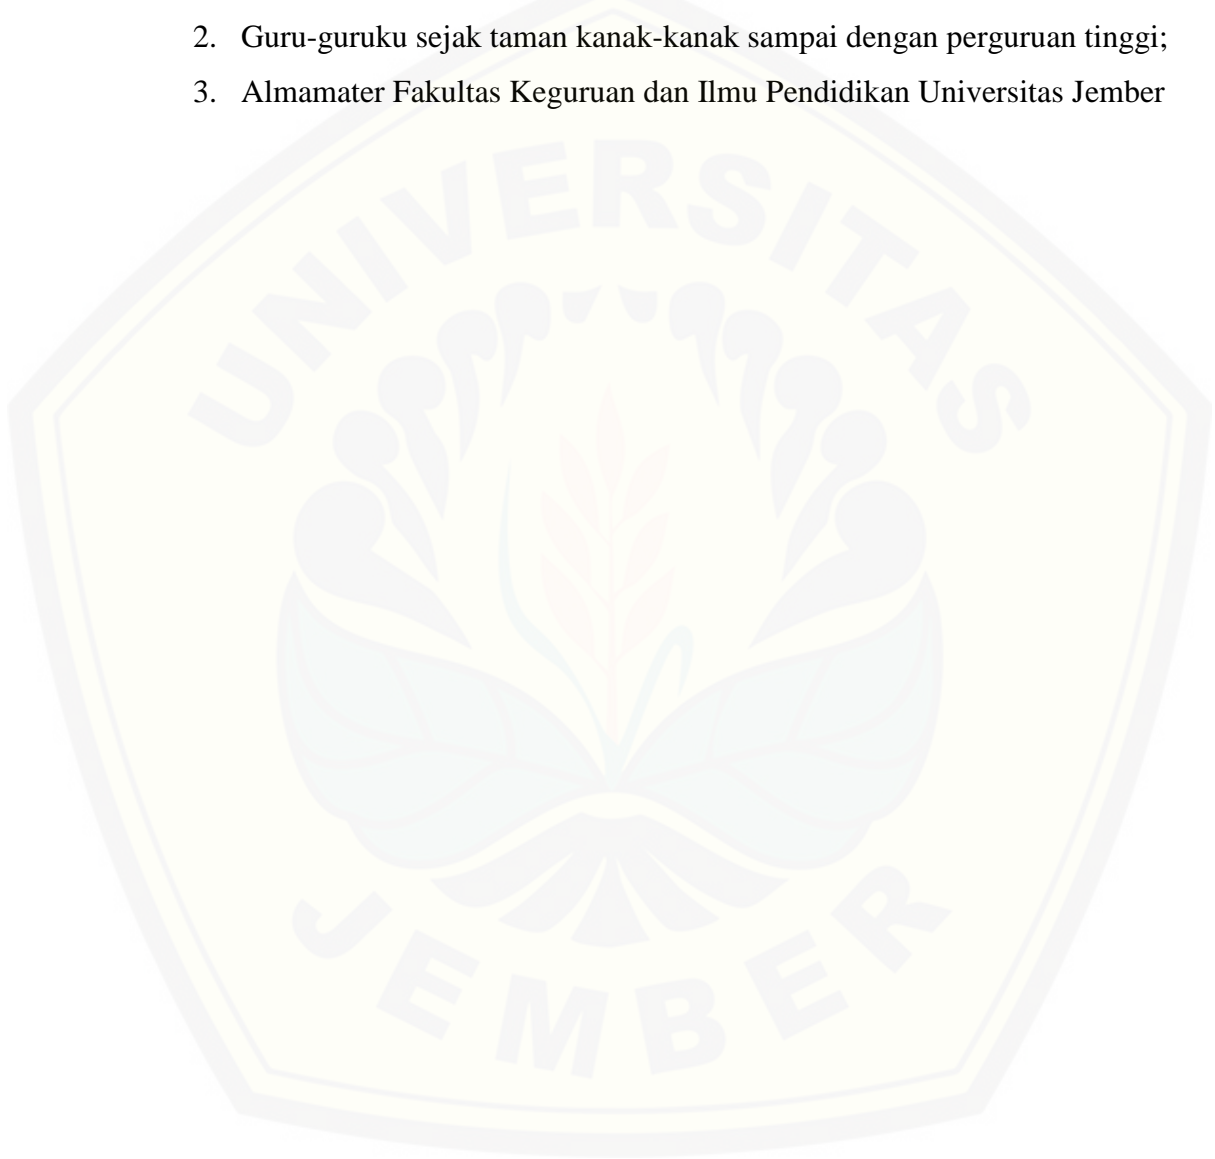 2. Guru-guruku sejak taman kanak-kanak sampai dengan perguruan tinggi;
3. Almamater Fakultas Keguruan dan Ilmu Pendidikan Universitas Jember
UNIVERSITAS
JEMBER